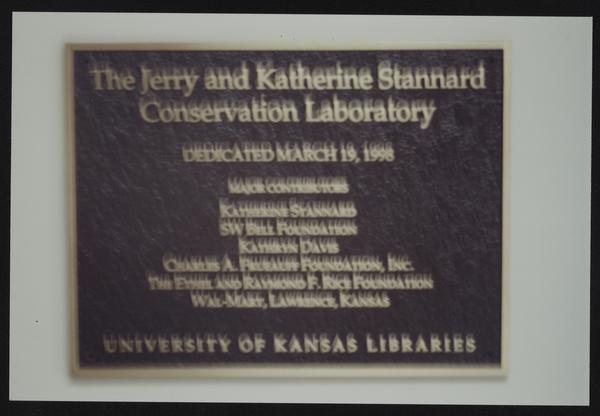 The Jerry and Katherine Stannard
Conservation Laboratory
DEDICATED MARCH 19, 1998
MAJOR CONTRIBUTORS
KATHERINE STANNARD
SW BELL FOUNDATION
KATHRYN DAVIS
CHARLES A. FRUEAUFF FOUNDATION, INC.
THE ETHEL AND RAYMOND F. RICE FOUNDATION
WAL-MART, LAWRENCE, KANSAS
UNIVERSITY OF KANSAS LIBRARIES